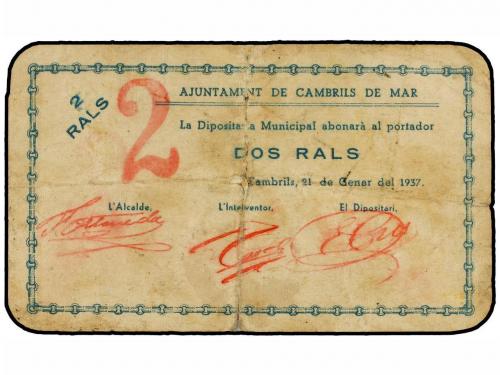 2
RALS
2
AJUNTAMENT DE CAMBRILS DE MAR
La Diposita a Municipal abonarà al portador
DOS RALS
Cambrils, 21 de Gener del 1937.
L'Alcalde,
L'Interventor,
El Dipositari,